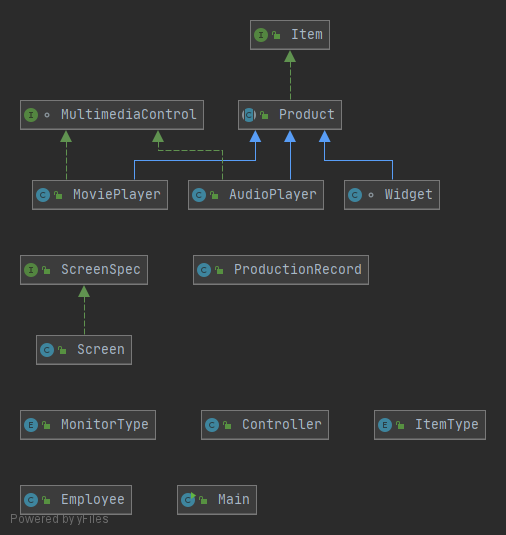 I Item
I MultimediaControl
C Product
C MoviePlayer
C AudioPlayer
C Widget
I ScreenSpec
C ProductionRecord
C Screen
E MonitorType
C Controller
E ItemType
C Employee
C Main
Powered by yFiles